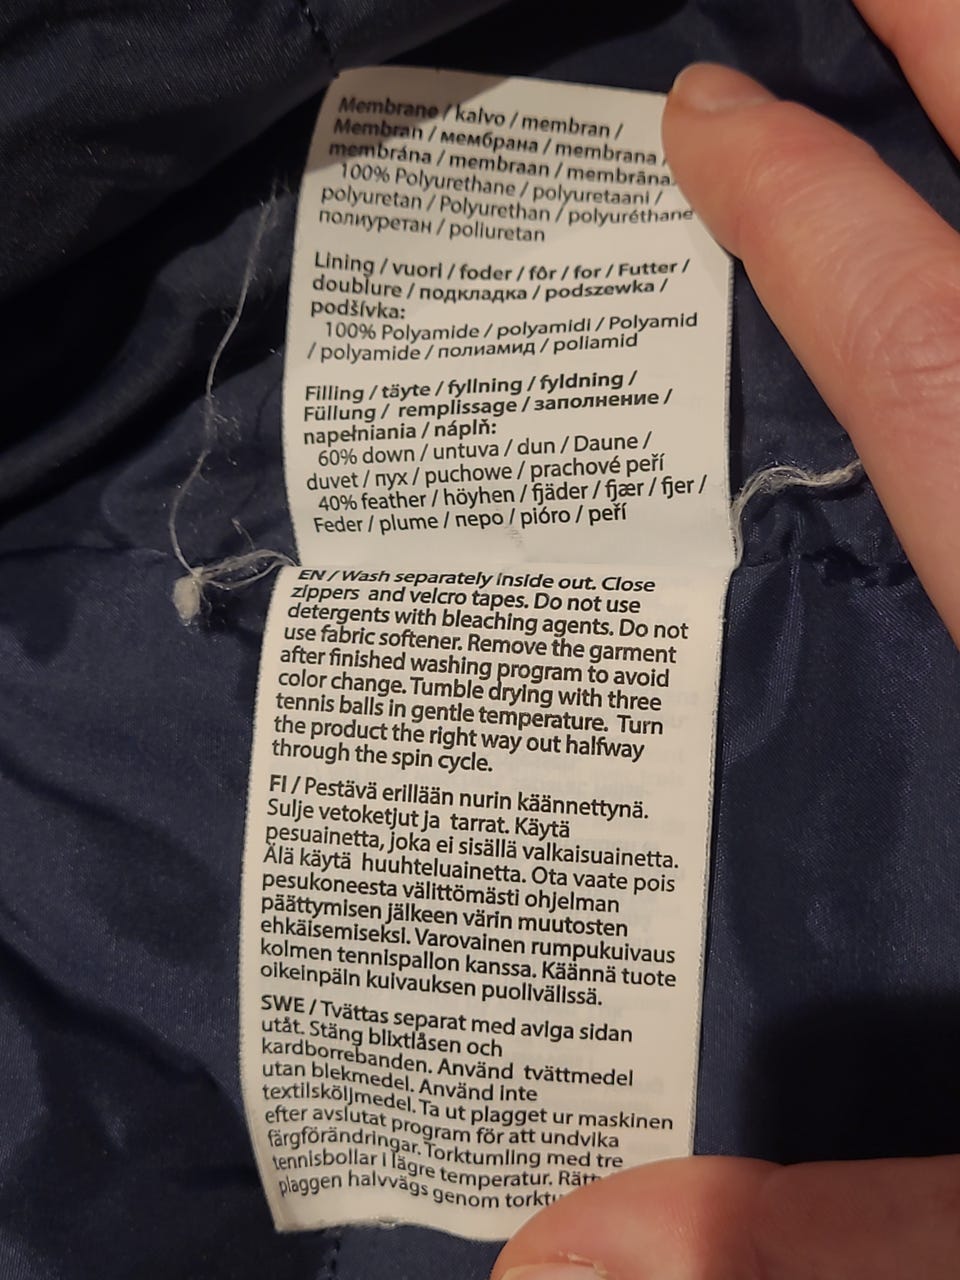 Membrane / kalvo / membran /
Membran / мембрана / membrana /
membrána / membraan / membrāna:
100% Polyurethane / polyuretaani /
polyuretan / Polyurethan / polyuréthane
полиуретан / poliuretan
Lining / vuori / foder / fôr / for / Futter /
doublure / подкладка / podszewka /
podšívka:
100% Polyamide / polyamidi / Polyamid
/ polyamide / полиамид / poliamid
Filling / täyte / fyllning / fyldning /
Füllung / remplissage / заполнение /
napełniania / náplň:
60% down / untuva / dun / Daune /
duvet / пух / puchowe / prachové peří
40% feather / höyhen / fjäder / fjær / fjer /
Feder / plume / перо / pióro / peří
EN / Wash separately inside out. Close
zippers and velcro tapes. Do not use
detergents with bleaching agents. Do not
use fabric softener. Remove the garment
after finished washing program to avoid
color change. Tumble drying with three
tennis balls in gentle temperature. Turn
the product the right way out halfway
through the spin cycle.
FI / Pestävä erillään nurin käännettynä.
Sulje vetoketjut ja tarrat. Käytä
pesuainetta, joka ei sisällä valkaisuainetta.
Älä käytä huuhteluainetta. Ota vaate pois
pesukoneesta välittömästi ohjelman
päättymisen jälkeen värin muutosten
ehkäisemiseksi. Varovainen rumpukuivaus
kolmen tennispallon kanssa. Käännä tuote
oikeinpäin kuivauksen puolivälissä.
SWE / Tvättas separat med aviga sidan
utåt. Stäng blixtlåsen och
kardborrebanden. Använd tvättmedel
utan blekmedel. Använd inte
textilsköljmedel. Ta ut plagget ur maskinen
efter avslutat program för att undvika
färgförändringar. Torktumling med tre
tennisbollar i lägre temperatur.
plaggen halvvägs genom